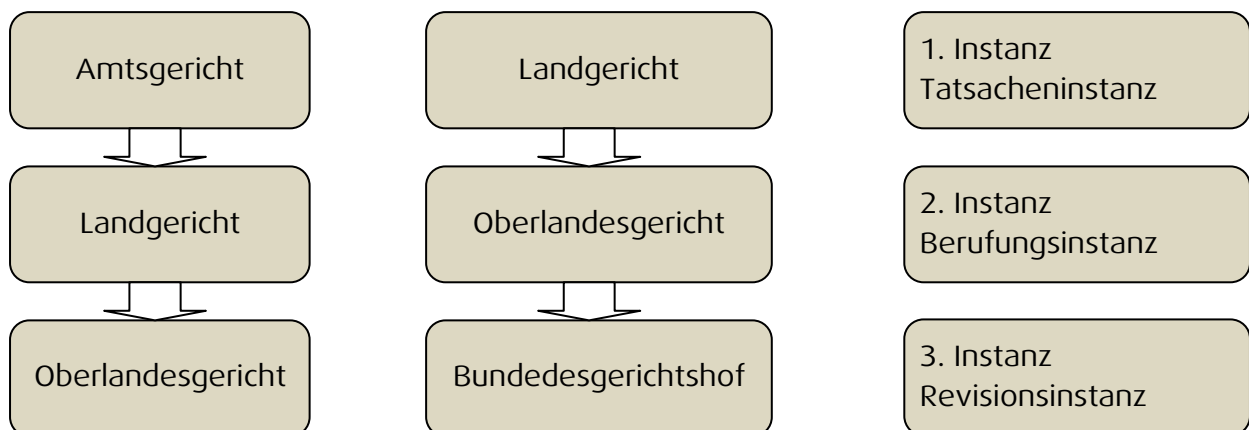 Amtsgericht
Landgericht
1. Instanz
Tatsacheninstanz
Landgericht
Oberlandesgericht
2. Instanz
Berufungsinstanz
Oberlandesgericht
Bundedesgerichtshof
3. Instanz
Revisionsinstanz